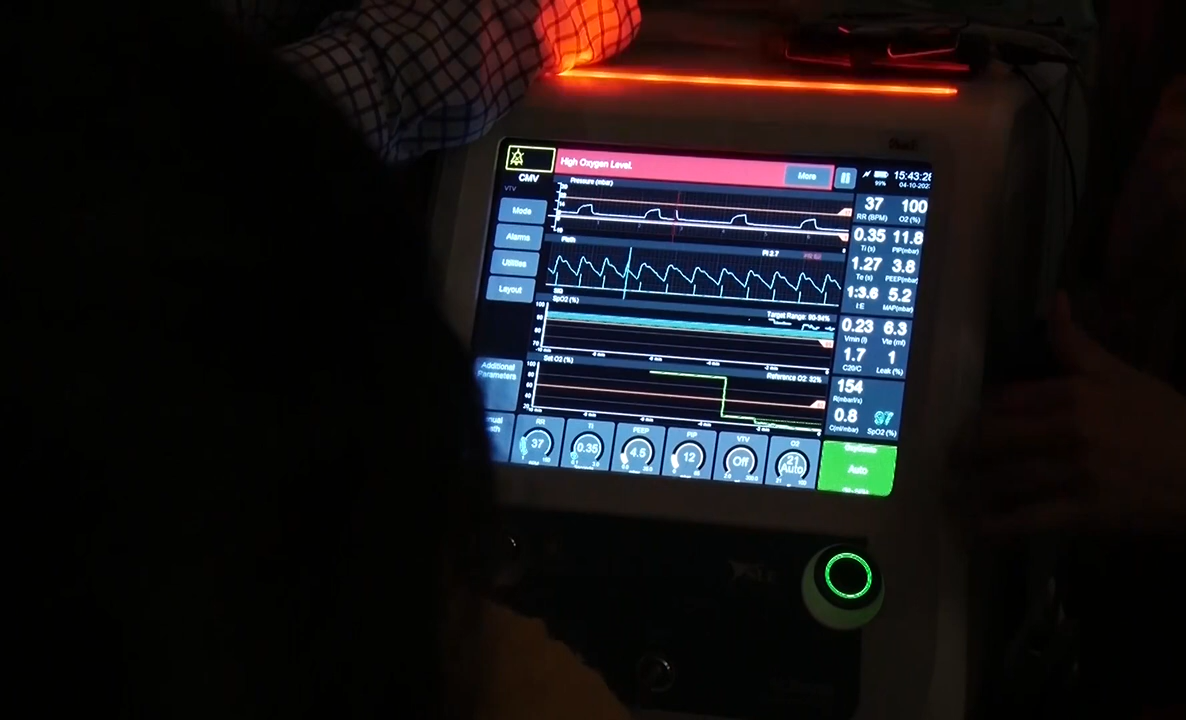 High Oxygen Level.
More
15:43:28
99%
04-10-202
CMV
VTV
Mode
Alarms
Utilities
Layout
Additional
Parameters
Pressure (mbar)
Pleth
PI 2.7
SIQ
SpO2 (%)
Target Range: 90-94%
Set O2 (%)
Reference O2: 82%
37 100
RR (BPM) O2 (%)
0.35 11.8
Ti (s) PIP(mbar)
1.27 3.8
Te (s) PEEP(mbar)
1:3.6 5.2
I:E MAP(mbar)
0.23 6.3
Vmin (l) Vte (ml)
1.7 1
C20/C Leak (%)
154
R(mbar/l/s)
0.8 97
C(ml/mbar) SpO2 (%)
RR
37
Ti
0.35
PEEP
4.5
PIP
12
VTV
Off
O2
21
Auto
Auto